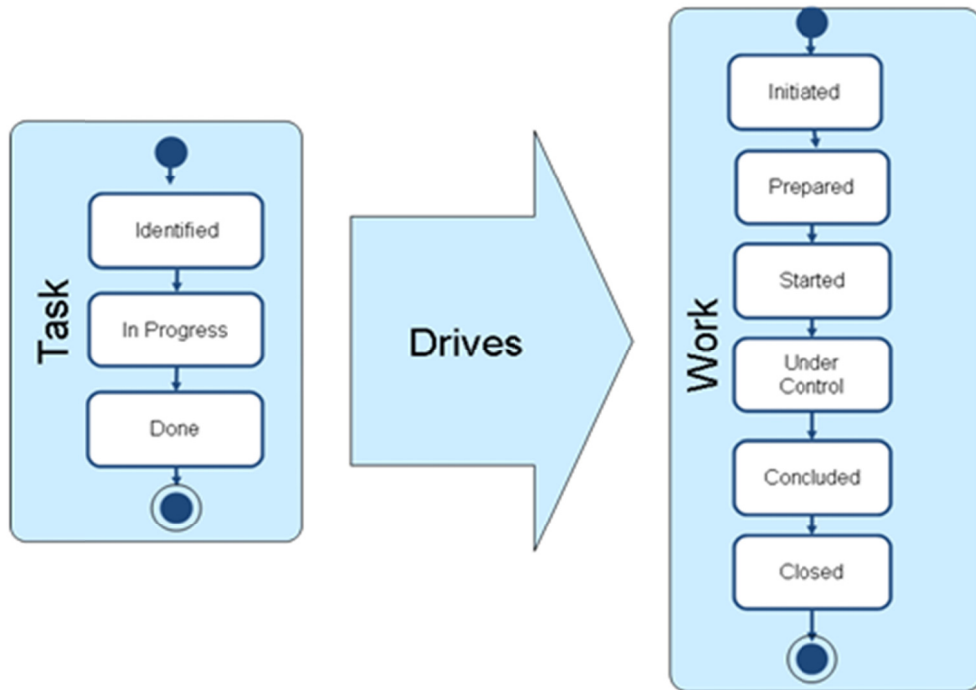 Task
Identified
In Progress
Done
Drives
Work
Initiated
Prepared
Started
Under
Control
Concluded
Closed